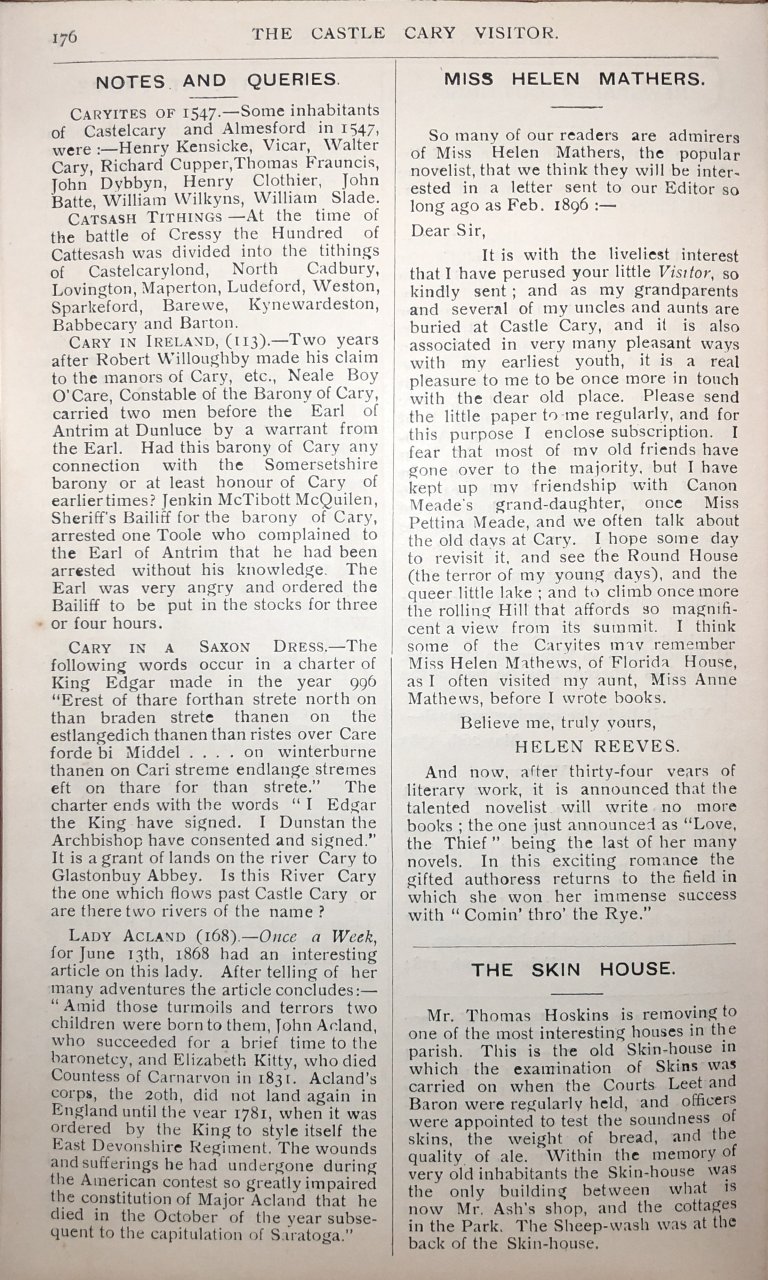 176
THE CASTLE CARY VISITOR.
NOTES AND QUERIES.
CARYITES OF 1547.—Some inhabitants
of Castelcary and Almesford in 1547,
were :—Henry Kensicke, Vicar, Walter
Cary, Richard Cupper,Thomas Frauncis,
John Dybbyn, Henry Clothier, John
Batte, William Wilkyns, William Slade.
CATSASH TITHINGS —At the time of
the battle of Cressy the Hundred of
Cattesash was divided into the tithings
of Castelcarylond, North Cadbury,
Lovington, Maperton, Ludeford, Weston,
Sparkeford, Barewe, Kynewardeston,
Babbecary and Barton.
CARY IN IRELAND, (113).—Two years
after Robert Willoughby made his claim
to the manors of Cary, etc., Neale Boy
O'Care, Constable of the Barony of Cary,
carried two men before the Earl of
Antrim at Dunluce by a warrant from
the Earl. Had this barony of Cary any
connection with the Somersetshire
barony or at least honour of Cary of
earlier times? Jenkin McTibott McQuilen,
Sheriff's Bailiff for the barony of Cary,
arrested one Toole who complained to
the Earl of Antrim that he had been
arrested without his knowledge. The
Earl was very angry and ordered the
Bailiff to be put in the stocks for three
or four hours.
CARY IN A SAXON DRESS.—The
following words occur in a charter of
King Edgar made in the year 996
"Erest of thare forthan strete north on
than braden strete thanen on the
estlangedich thanen than ristes over Care
forde bi Middel . . . . on winterburne
thanen on Cari streme endlange stremes
eft on thare for than strete." The
charter ends with the words " I Edgar
the King have signed. I Dunstan the
Archbishop have consented and signed."
It is a grant of lands on the river Cary to
Glastonbuy Abbey. Is this River Cary
the one which flows past Castle Cary or
are there two rivers of the name ?
LADY ACLAND (168).—Once a Week,
for June 13th, 1868 had an interesting
article on this lady. After telling of her
many adventures the article concludes:—
" Amid those turmoils and terrors two
children were born to them, John Acland,
who succeeded for a brief time to the
baronetcy, and Elizabeth Kitty, who died
Countess of Carnarvon in 1831. Acland's
corps, the 20th, did not land again in
England until the year 1781, when it was
ordered by the King to style itself the
East Devonshire Regiment. The wounds
and sufferings he had undergone during
the American contest so greatly impaired
the constitution of Major Acland that he
died in the October of the year subse-
quent to the capitulation of Saratoga."
MISS HELEN MATHERS.
So many of our readers are admirers
of Miss Helen Mathers, the popular
novelist, that we think they will be inter-
ested in a letter sent to our Editor so
long ago as Feb. 1896 :—
Dear Sir,
It is with the liveliest interest
that I have perused your little Visitor, so
kindly sent ; and as my grandparents
and several of my uncles and aunts are
buried at Castle Cary, and it is also
associated in very many pleasant ways
with my earliest youth, it is a real
pleasure to me to be once more in touch
with the dear old place. Please send
the little paper to me regularly, and for
this purpose I enclose subscription. I
fear that most of my old friends have
gone over to the majority, but I have
kept up my friendship with Canon
Meade's grand-daughter, once Miss
Pettina Meade, and we often talk about
the old days at Cary. I hope some day
to revisit it, and see the Round House
(the terror of my young days), and the
queer little lake ; and to climb once more
the rolling Hill that affords so magnifi-
cent a view from its summit. I think
some of the Caryites may remember
Miss Helen Mathews, of Florida House,
as I often visited my aunt, Miss Anne
Mathews, before I wrote books.
Believe me, truly yours,
HELEN REEVES.
And now, after thirty-four years of
literary work, it is announced that the
talented novelist will write no more
books ; the one just announced as "Love,
the Thief " being the last of her many
novels. In this exciting romance the
gifted authoress returns to the field in
which she won her immense success
with " Comin' thro' the Rye."
THE SKIN HOUSE.
Mr. Thomas Hoskins is removing to
one of the most interesting houses in the
parish. This is the old Skin-house in
which the examination of Skins was
carried on when the Courts Leet and
Baron were regularly held, and officers
were appointed to test the soundness of
skins, the weight of bread, and the
quality of ale. Within the memory of
very old inhabitants the Skin-house was
the only building between what is
now Mr. Ash's shop, and the cottages
in the Park. The Sheep-wash was at the
back of the Skin-house.